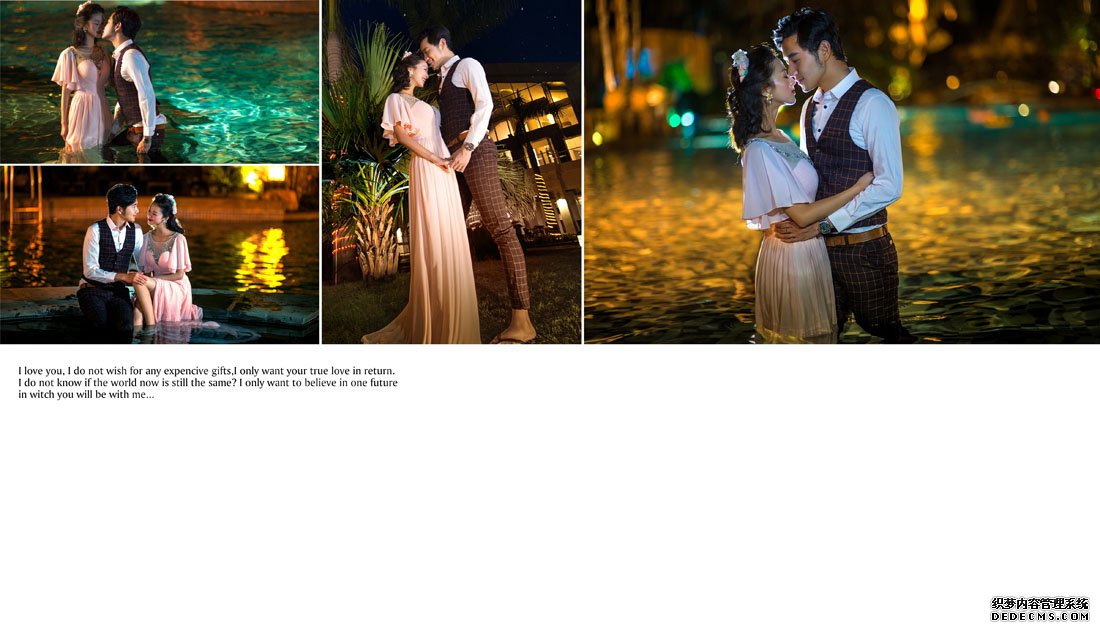 I love you, I do not wish for any expencive gifts,I only want your true love in return.
I do not know if the world now is still the same? I only want to believe in one future
in witch you will be with me...
织梦内容管理系统
DEDECMS.COM